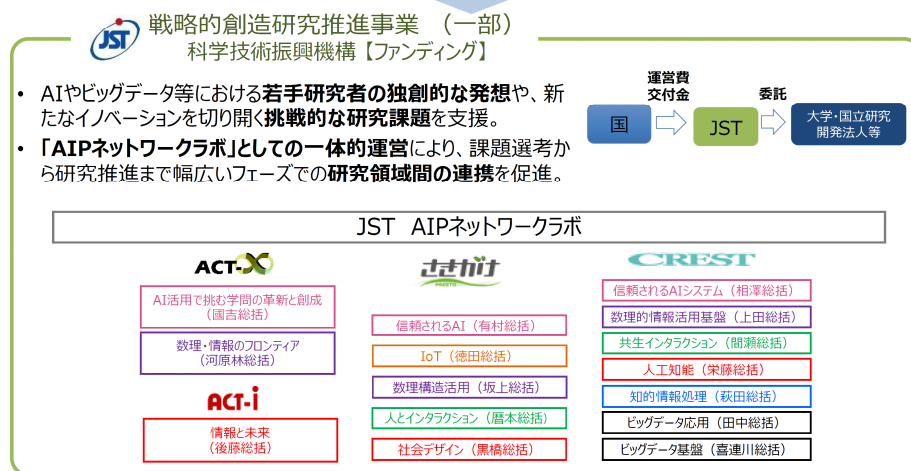 JST
戦略的創造研究推進事業 （一部）
科学技術振興機構【ファンディング】
• AIやビッグデータ等における若手研究者の独創的な発想や、新
たなイノベーションを切り開く挑戦的な研究課題を支援。
• 「AIPネットワークラボ」としての一体的運営により、課題選考か
ら研究推進まで幅広いフェーズでの研究領域間の連携を促進。
運営費
交付金
委託
国
JST
大学・国立研究
開発法人等
JST AIPネットワークラボ
ACT-X
AI活用で挑む学問の革新と創成
（國吉総括）
数理・情報のフロンティア
（河原林総括）
ACT-i
情報と未来
（後藤総括）
さきがけ
PRESTO
信頼されるAI（有村総括）
IoT（徳田総括）
数理構造活用（坂上総括）
人とインタラクション（暦本総括）
社会デザイン（黒橋総括）
CREST
信頼されるAIシステム（相澤総括）
数理的情報活用基盤（上田総括）
共生インタラクション（間瀬総括）
人工知能（栄藤総括）
知的情報処理（萩田総括）
ビッグデータ応用（田中総括）
ビッグデータ基盤（喜連川総括）